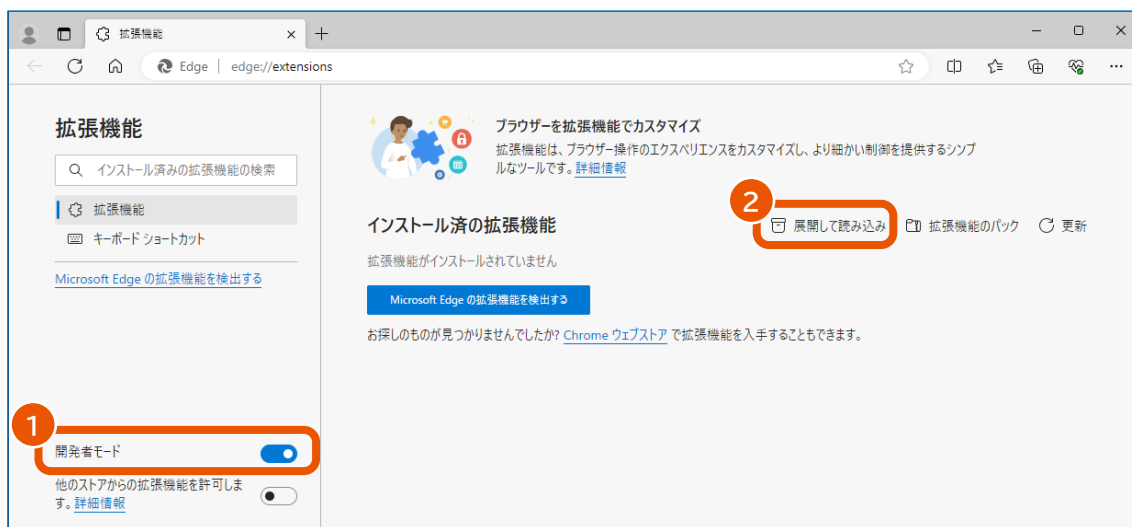 拡張機能
Edge edge://extensions
拡張機能
インストール済みの拡張機能の検索
拡張機能
キーボード ショートカット
Microsoft Edge の拡張機能を検出する
1
開発者モード
他のストアからの拡張機能を許可しま
す。詳細情報
ブラウザーを拡張機能でカスタマイズ
拡張機能は、ブラウザー操作のエクスペリエンスをカスタマイズし、より細かい制御を提供するシンプ
ルなツールです。詳細情報
2
インストール済の拡張機能
展開して読み込み
拡張機能のパック
更新
拡張機能がインストールされていません
Microsoft Edge の拡張機能を検出する
お探しのものが見つかりませんでしたか? Chrome ウェブストア で拡張機能を入手することもできます。